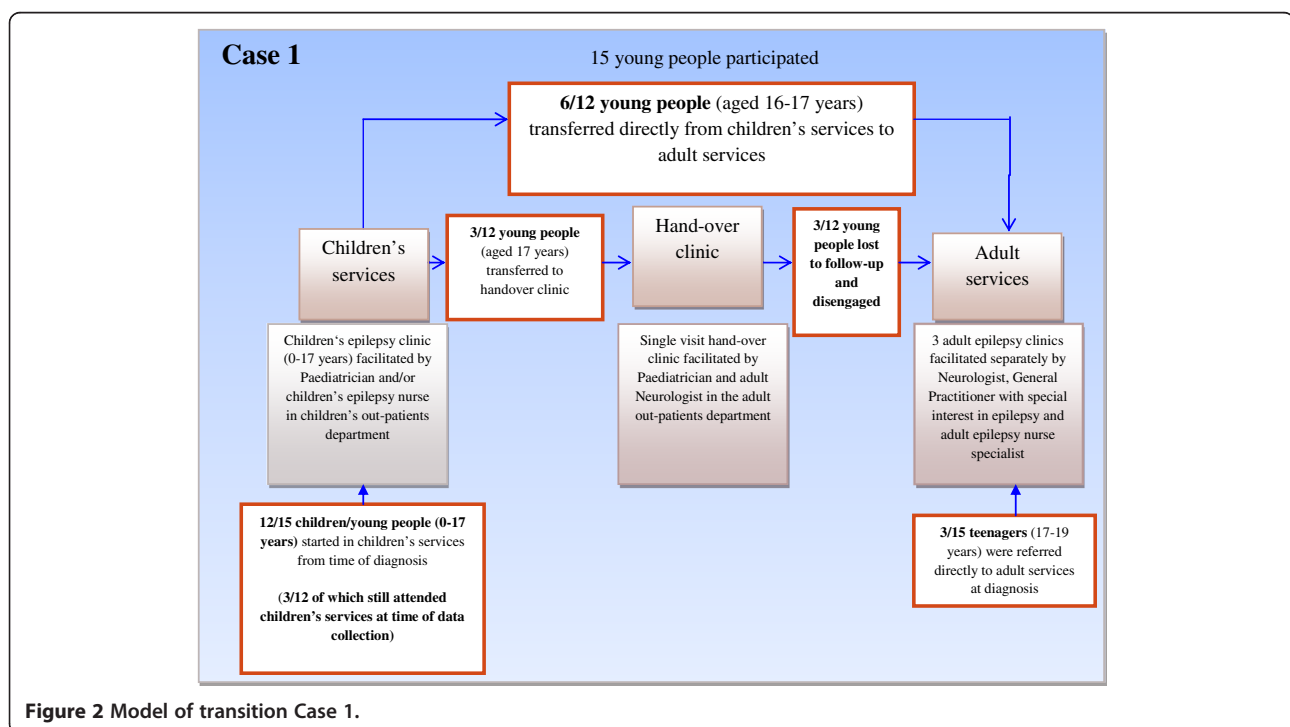 Case 1
15 young people participated
6/12 young people (aged 16-17 years)
transferred directly from children's services to
adult services
Children's
services
3/12 young people
(aged 17 years)
transferred to
handover clinic
Hand-over
clinic
3/12 young
people lost
to follow-up
and
disengaged
Adult
services
Children's epilepsy clinic
(0-17 years) facilitated by
Paediatrician and/or
children's epilepsy nurse
in children's out-patients
department
Single visit hand-over
clinic facilitated by
Paediatrician and adult
Neurologist in the adult
out-patients department
3 adult epilepsy clinics
facilitated separately by
Neurologist, General
Practitioner with special
interest in epilepsy and
adult epilepsy nurse
specialist
12/15 children/young people (0-17
years) started in children's services
from time of diagnosis
(3/12 of which still attended
children's services at time of data
collection)
3/15 teenagers (17-19
years) were referred
directly to adult services
at diagnosis
Figure 2 Model of transition Case 1.